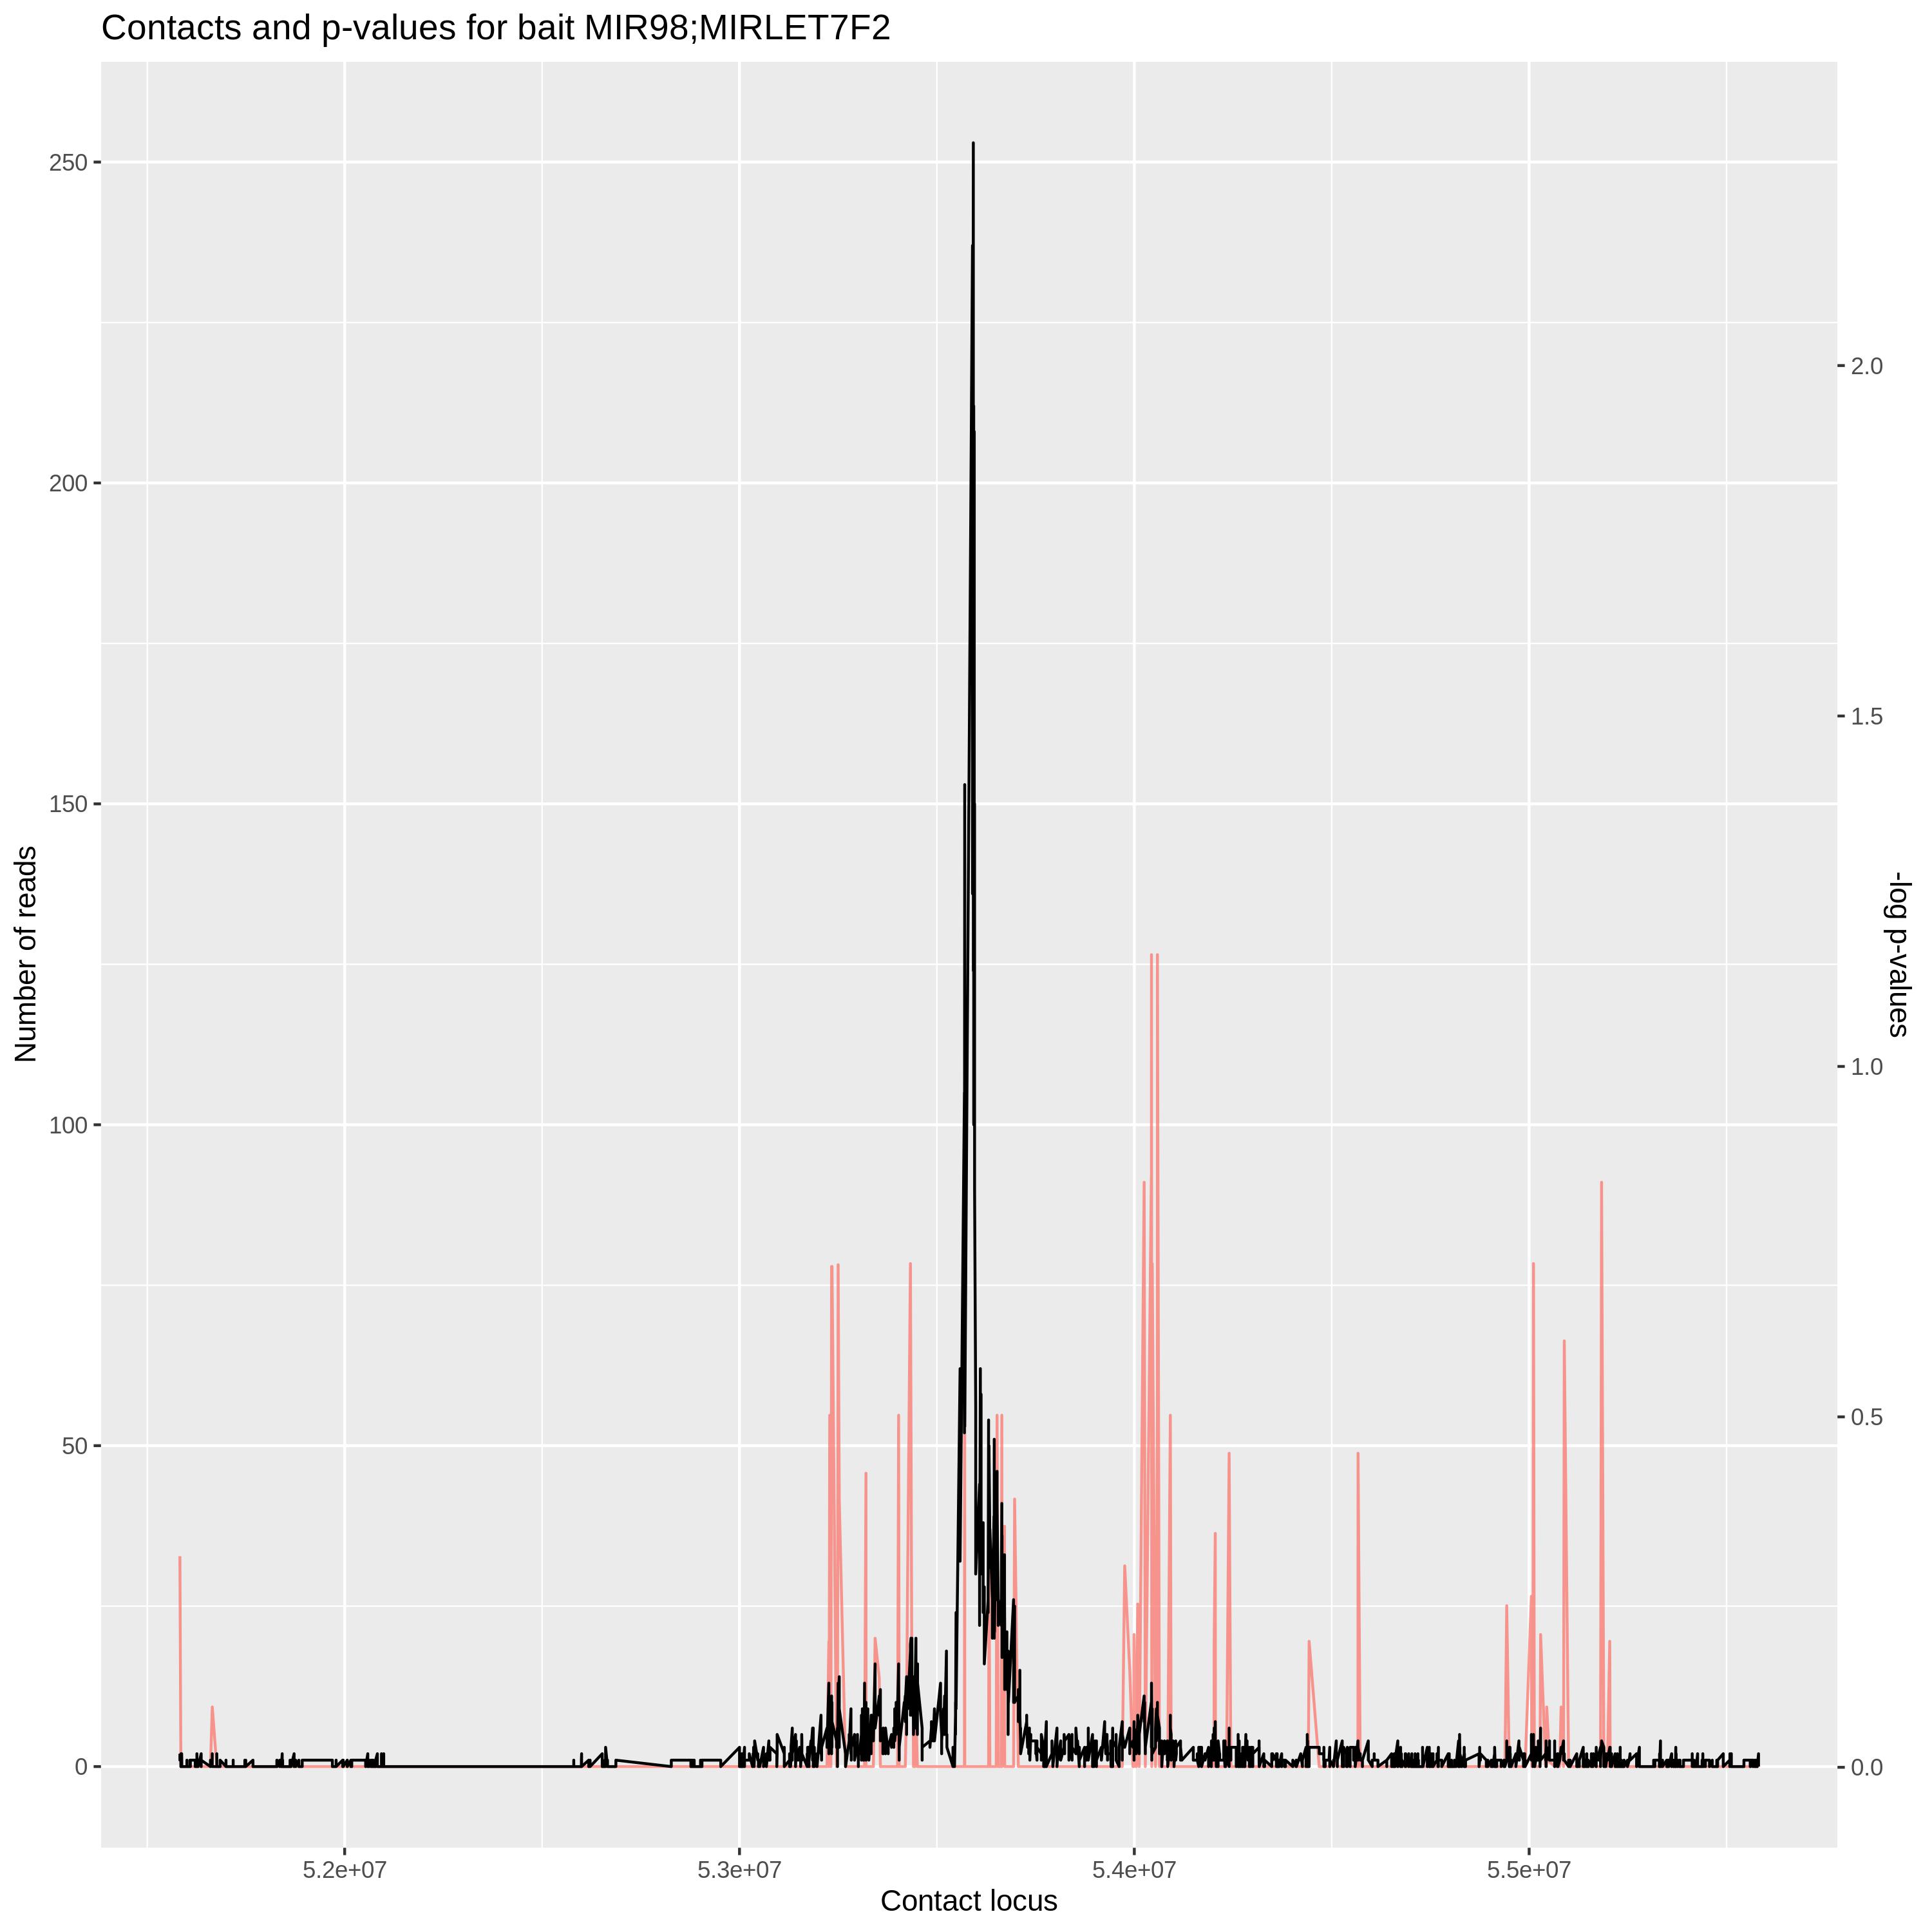 Contacts and p-values for bait MIR98;MIRLET7F2
250
200
150
100
50
0
Number of reads
2.0
1.5
1.0
0.5
0.0
-log p-values
5.2e+07
5.3e+07
5.4e+07
5.5e+07
Contact locus